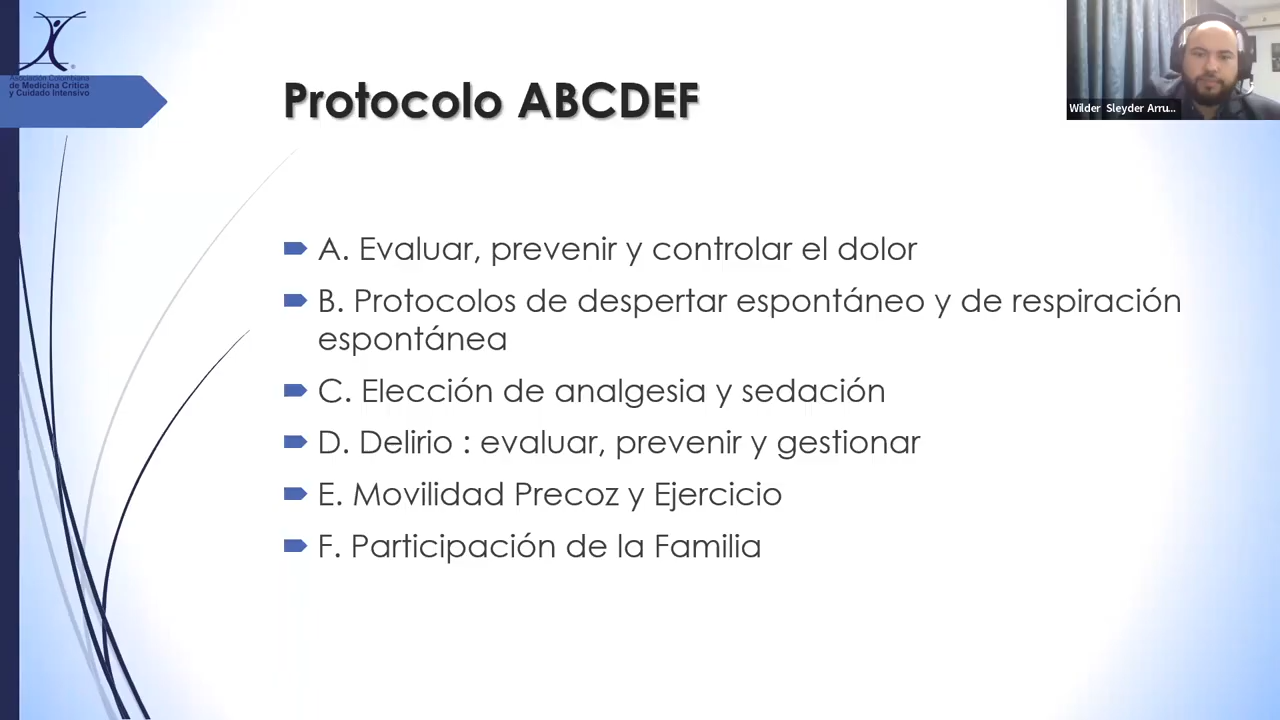 Asociación Colombiana
de Medicina Crítica
y Cuidado Intensivo
Protocolo ABCDEF
Wilder Sleyder Arru...
A. Evaluar, prevenir y controlar el dolor
B. Protocolos de despertar espontáneo y de respiración
espontánea
C. Elección de analgesia y sedación
D. Delirio : evaluar, prevenir y gestionar
E. Movilidad Precoz y Ejercicio
F. Participación de la Familia